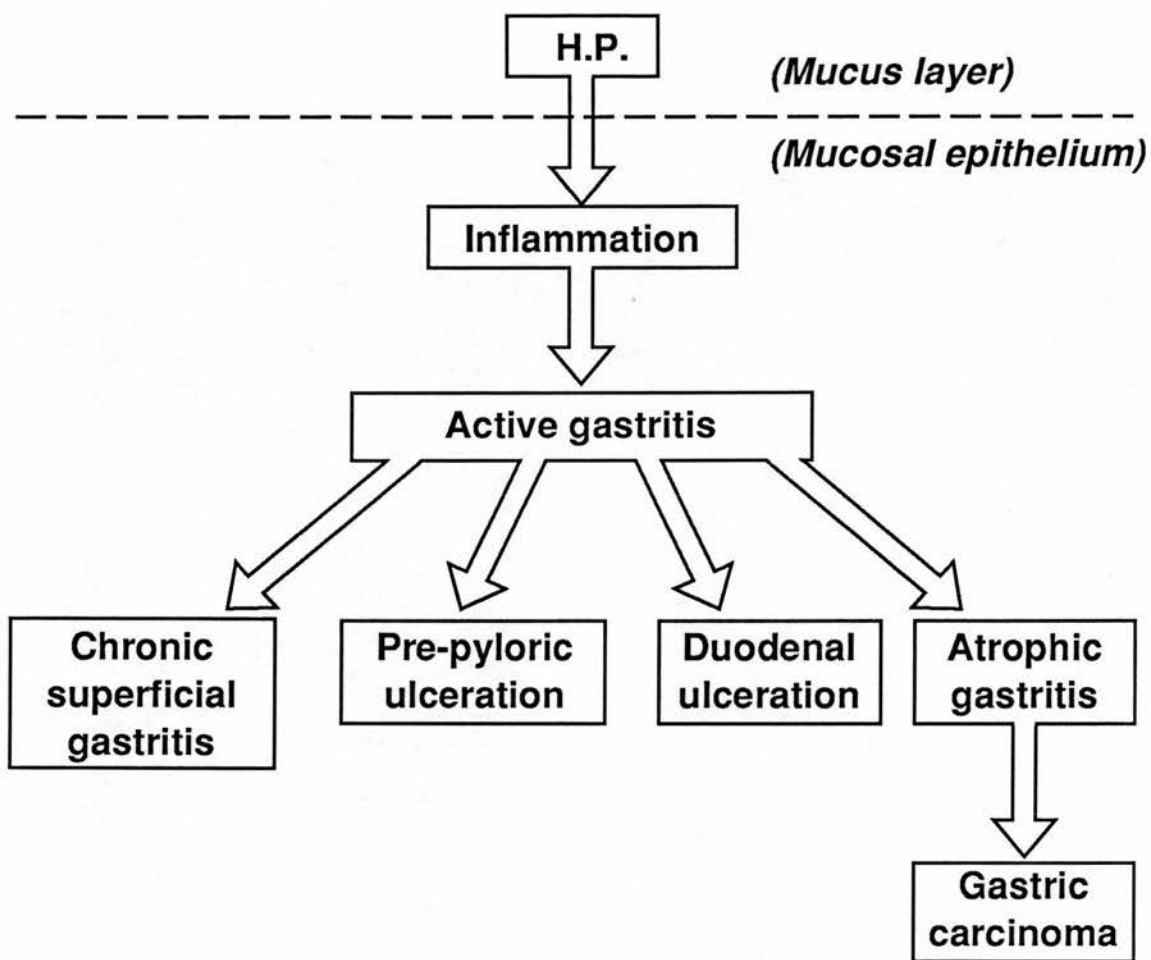 H.P.
(Mucus layer)
(Mucosal epithelium)
Inflammation
Active gastritis
Chronic
superficial
gastritis
Pre-pyloric
ulceration
Duodenal
ulceration
Atrophic
gastritis
Gastric
carcinoma